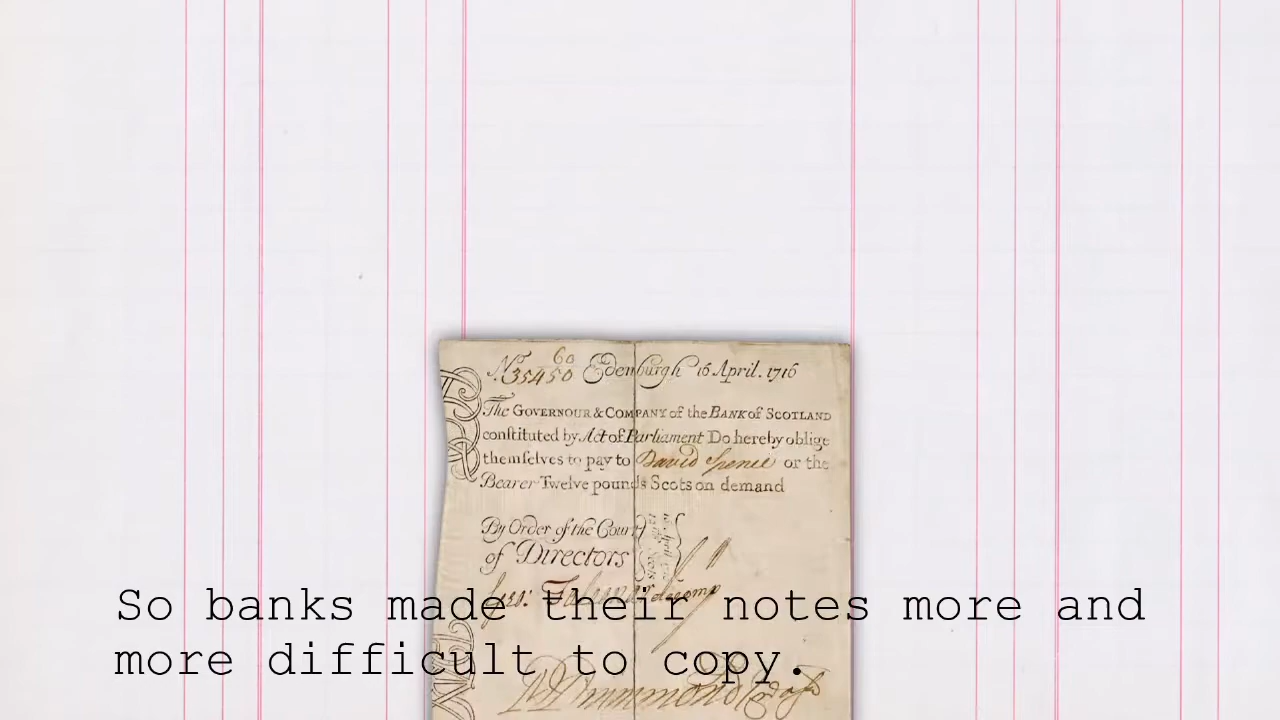 60
No. 35450 Edenburgh 16 April. 1716
The GOVERNOUR & COMPANY of the BANK of SCOTLAND
constituted by Act of Parliament Do hereby oblige
themselves to pay to David Spence or the
Bearer Twelve pounds Scots on demand
By Order of the Court
of Directors
So banks made their notes more and
more difficult to copy.